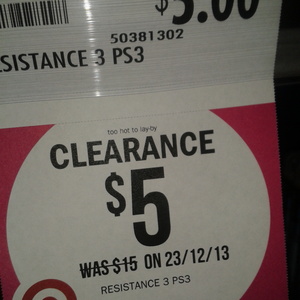 $5.00
50381302
SISTANCE 3 PS3
too hot to lay-by
CLEARANCE
$5
WAS $15 ON 23/12/13
RESISTANCE 3 PS3